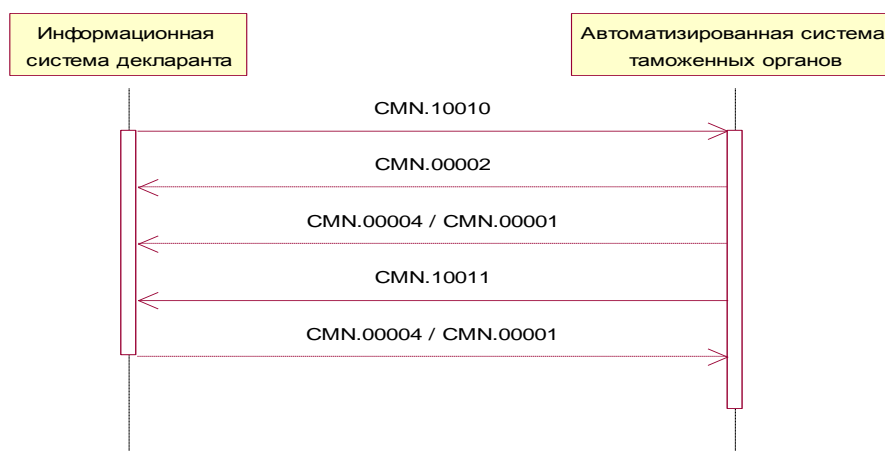 Информационная
система декларанта
Автоматизированная система
таможенных органов
CMN.10010
CMN.00002
CMN.00004 / CMN.00001
CMN.10011
CMN.00004 / CMN.00001